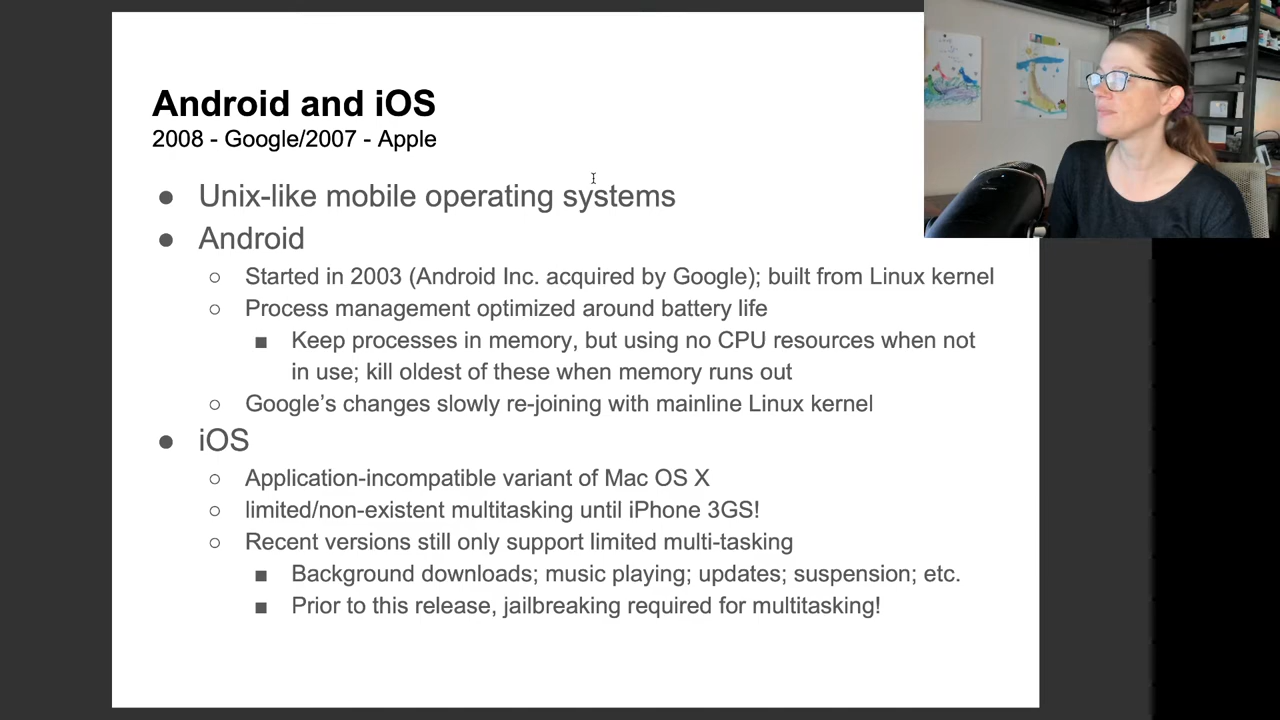 Android and iOS
2008 - Google/2007 - Apple
● Unix-like mobile operating systems
● Android
○ Started in 2003 (Android Inc. acquired by Google); built from Linux kernel
○ Process management optimized around battery life
■ Keep processes in memory, but using no CPU resources when not
in use; kill oldest of these when memory runs out
○ Google’s changes slowly re-joining with mainline Linux kernel
● iOS
○ Application-incompatible variant of Mac OS X
○ limited/non-existent multitasking until iPhone 3GS!
○ Recent versions still only support limited multi-tasking
■ Background downloads; music playing; updates; suspension; etc.
■ Prior to this release, jailbreaking required for multitasking!